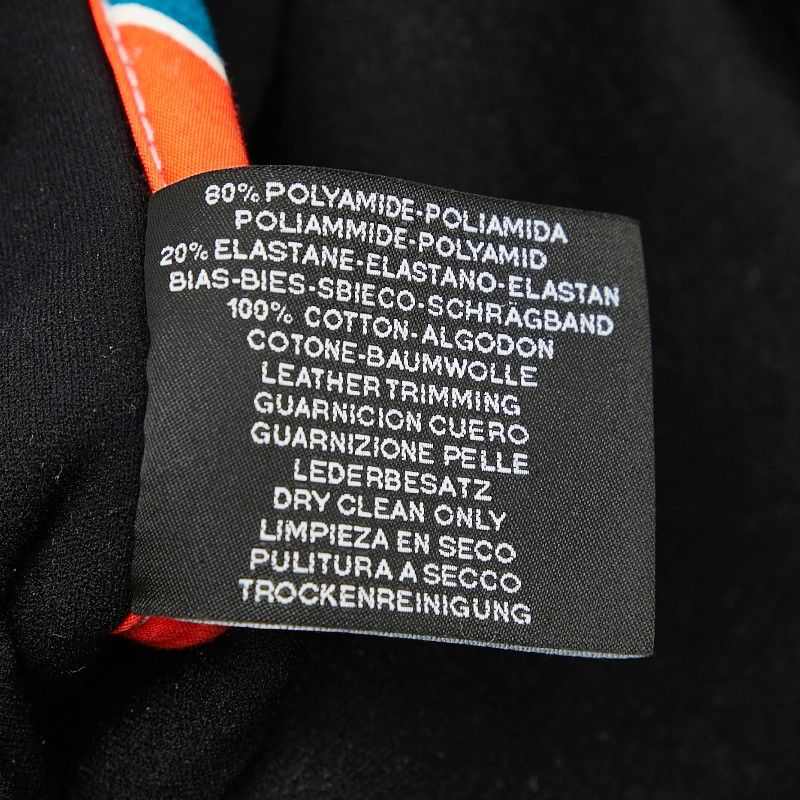 80% POLYAMIDE-POLIAMIDA
POLIAMMIDE-POLYAMID
20% ELASTANE-ELASTANO-ELASTAN
BIAS-BIES-SBIECO-SCHRÄGBAND
100% COTTON-ALGODON
COTONE-BAUMWOLLE
LEATHER TRIMMING
GUARNICION CUERO
GUARNIZIONE PELLE
LEDERBESATZ
DRY CLEAN ONLY
LIMPIEZA EN SECO
PULITURA A SECCO
TROCKENREINIGUNG